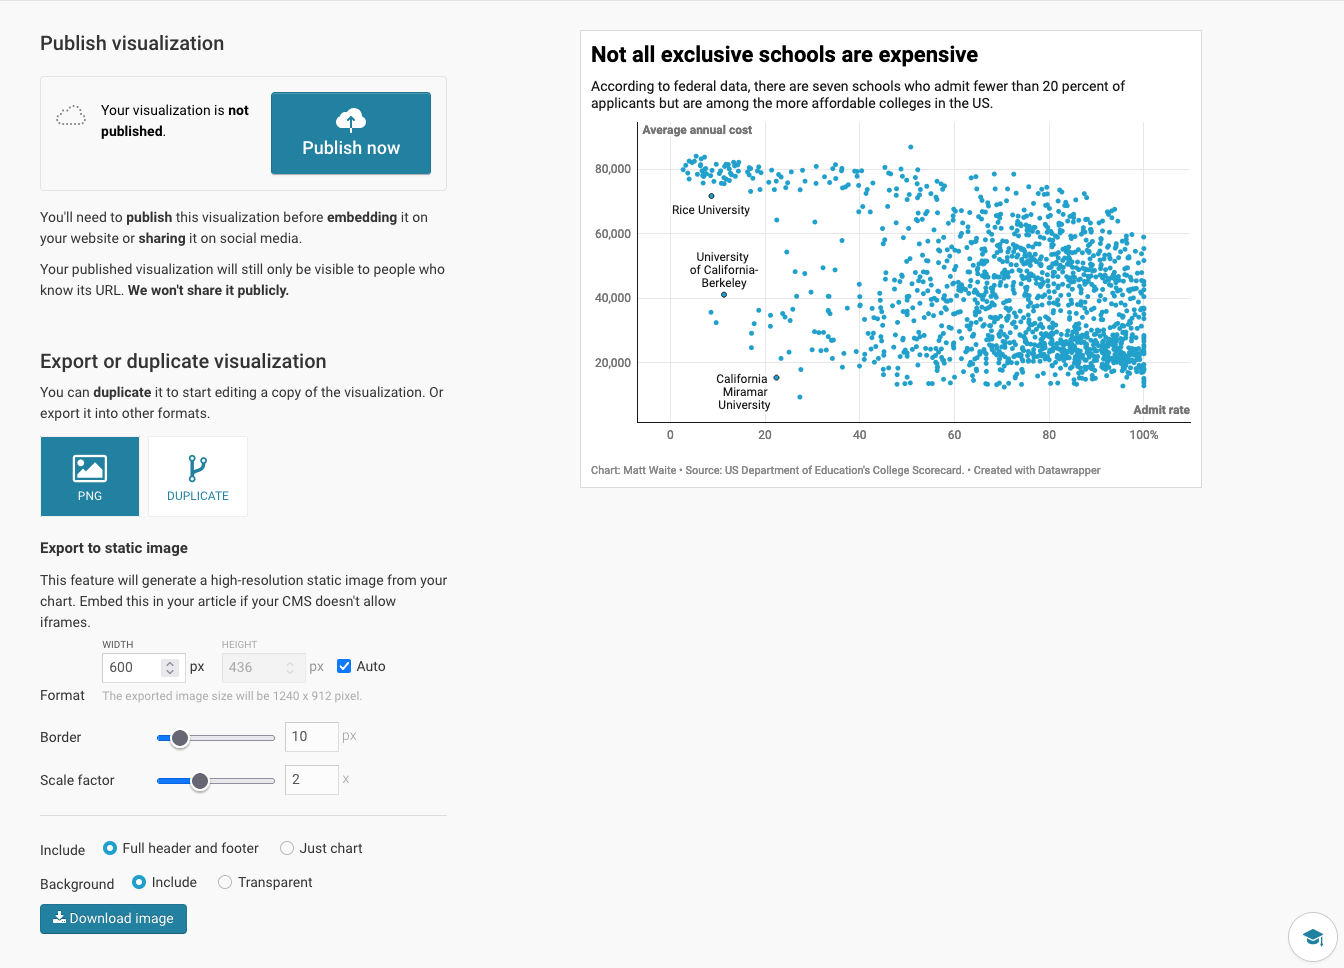 Publish visualization
Your visualization is not
published.
Publish now
You'll need to publish this visualization before embedding it on
your website or sharing it on social media.
Your published visualization will still only be visible to people who
know its URL. We won't share it publicly.
Export or duplicate visualization
You can duplicate it to start editing a copy of the visualization. Or
export it into other formats.
PNG
DUPLICATE
Export to static image
This feature will generate a high-resolution static image from your
chart. Embed this in your article if your CMS doesn't allow
iframes.
WIDTH
HEIGHT
600 px
436 px
Auto
Format
The exported image size will be 1240 x 912 pixel.
Border
10 px
Scale factor
2 x
Include
Full header and footer
Just chart
Background
Include
Transparent
Download image
Not all exclusive schools are expensive
According to federal data, there are seven schools who admit fewer than 20 percent of
applicants but are among the more affordable colleges in the US.
Average annual cost
80,000
60,000
40,000
20,000
Rice University
University
of California-
Berkeley
California
Miramar
University
Admit rate
0
20
40
60
80
100%
Chart: Matt Waite • Source: US Department of Education's College Scorecard. • Created with Datawrapper